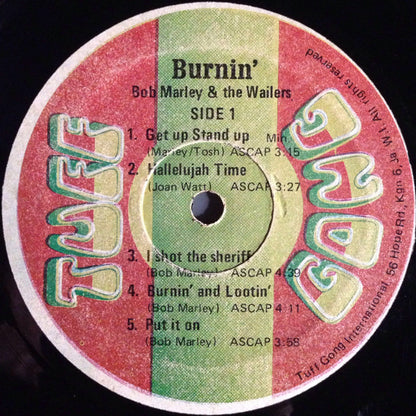 Burnin'
Bob Marley & the Wailers
SIDE 1
1. Get up Stand up Min
(Marley/Tosh) ASCAP 3:15
2. Hallelujah Time
(Joan Watt) ASCAP 3:27
3. I shot the sheriff
(Bob Marley) ASCAP 4:39
4. Burnin' and Lootin'
(Bob Marley) ASCAP 4:11
5. Put it on
(Bob Marley) ASCAP 3:58
TUFF
GONG
Tuff Gong International, 56 Hope Rd., Kgn 6, Ja. W.I All rights reserved